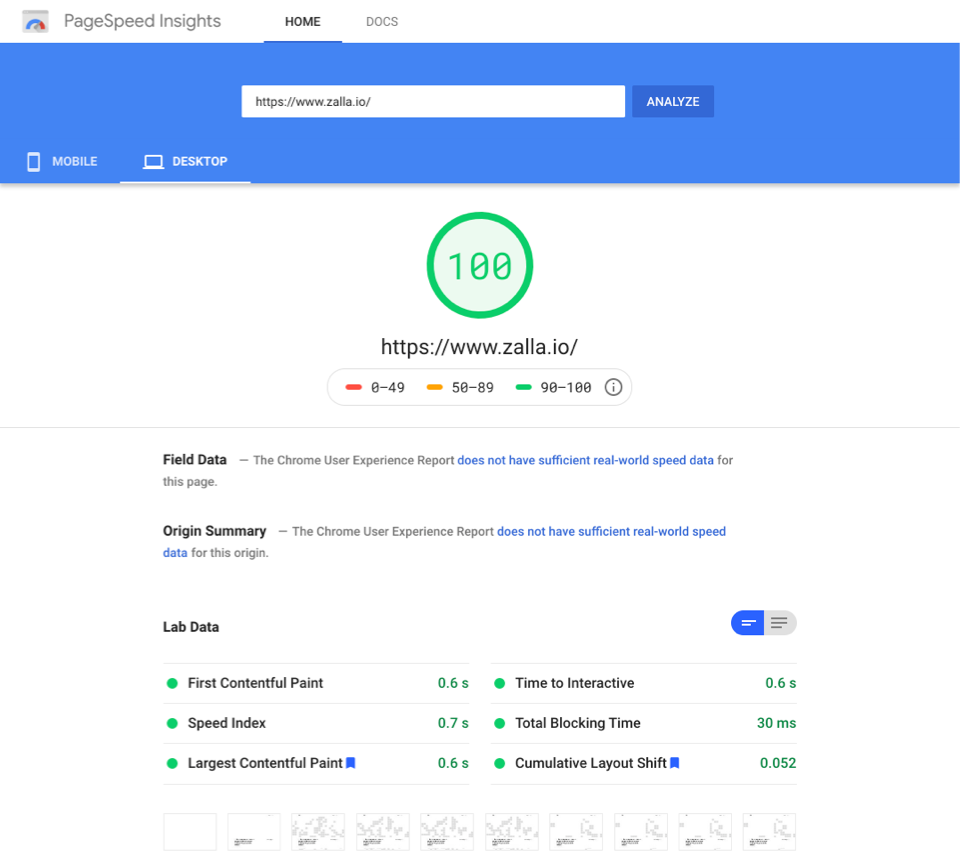 PageSpeed Insights
HOME
DOCS
https://www.zalla.io/
ANALYZE
MOBILE
DESKTOP
100
https://www.zalla.io/
0–49
50–89
90–100
Field Data — The Chrome User Experience Report does not have sufficient real-world speed data for
this page.
Origin Summary — The Chrome User Experience Report does not have sufficient real-world speed
data for this origin.
Lab Data
First Contentful Paint 0.6 s
Time to Interactive 0.6 s
Speed Index 0.7 s
Total Blocking Time 30 ms
Largest Contentful Paint 0.6 s
Cumulative Layout Shift 0.052